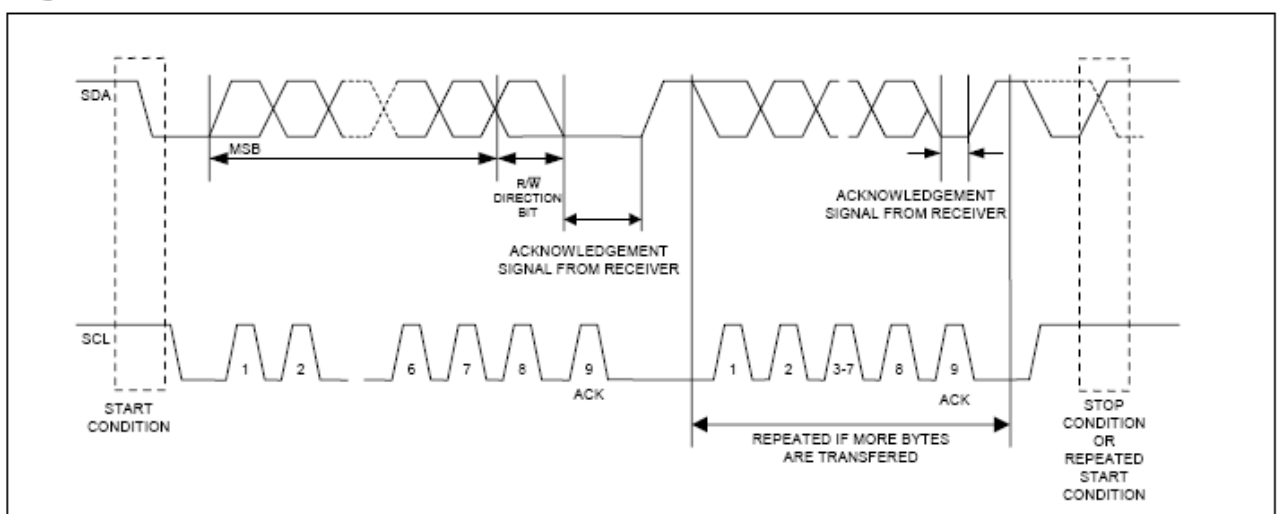 SDA
MSB
R/W̅
DIRECTION
BIT
ACKNOWLEDGEMENT
SIGNAL FROM RECEIVER
ACKNOWLEDGEMENT
SIGNAL FROM RECEIVER
SCL
1 2 6 7 8 9 1 2 3-7 8 9
ACK ACK
START
CONDITION
REPEATED IF MORE BYTES
ARE TRANSFERED
STOP
CONDITION
OR
REPEATED
START
CONDITION